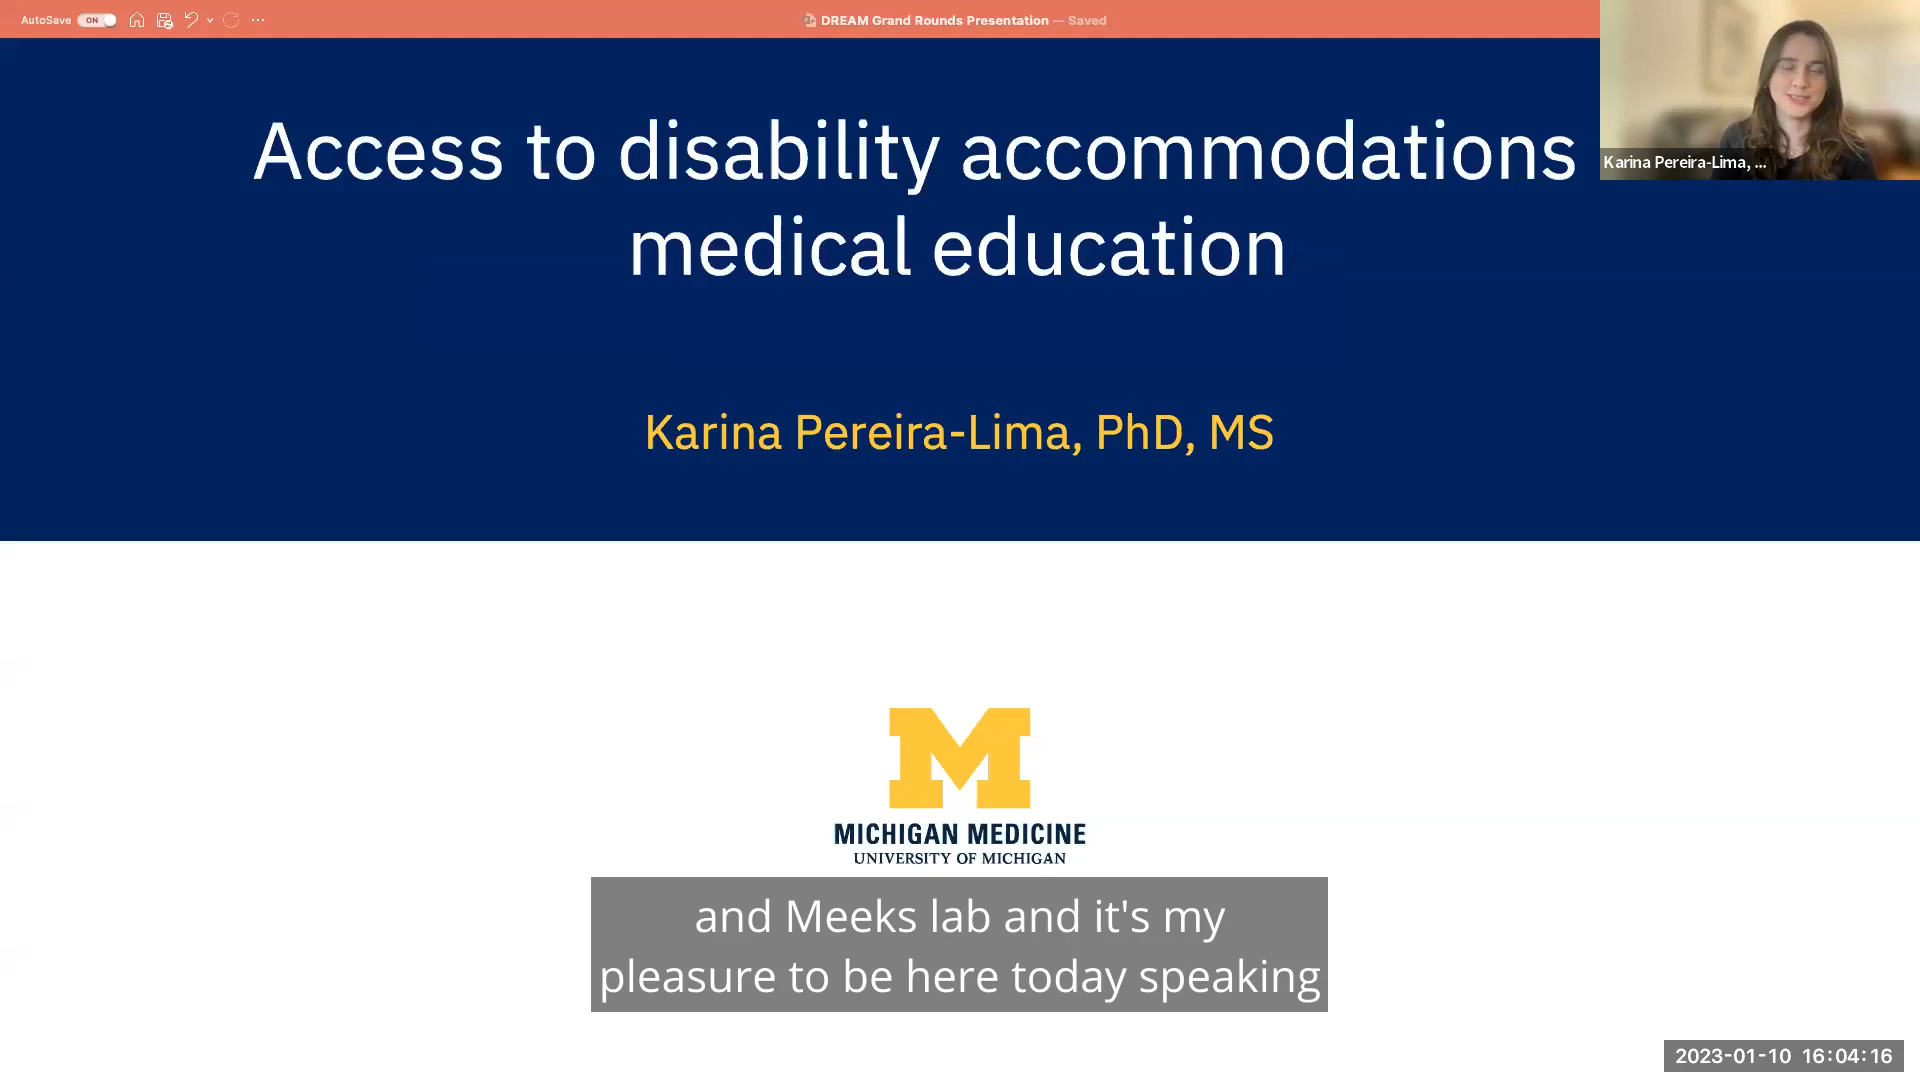 AutoSave ON
DREAM Grand Rounds Presentation — Saved
Access to disability accommodations
medical education
Karina Pereira-Lima, ...
Karina Pereira-Lima, PhD, MS
M
MICHIGAN MEDICINE
UNIVERSITY OF MICHIGAN
and Meeks lab and it's my
pleasure to be here today speaking
2023-01-10 16:04:16